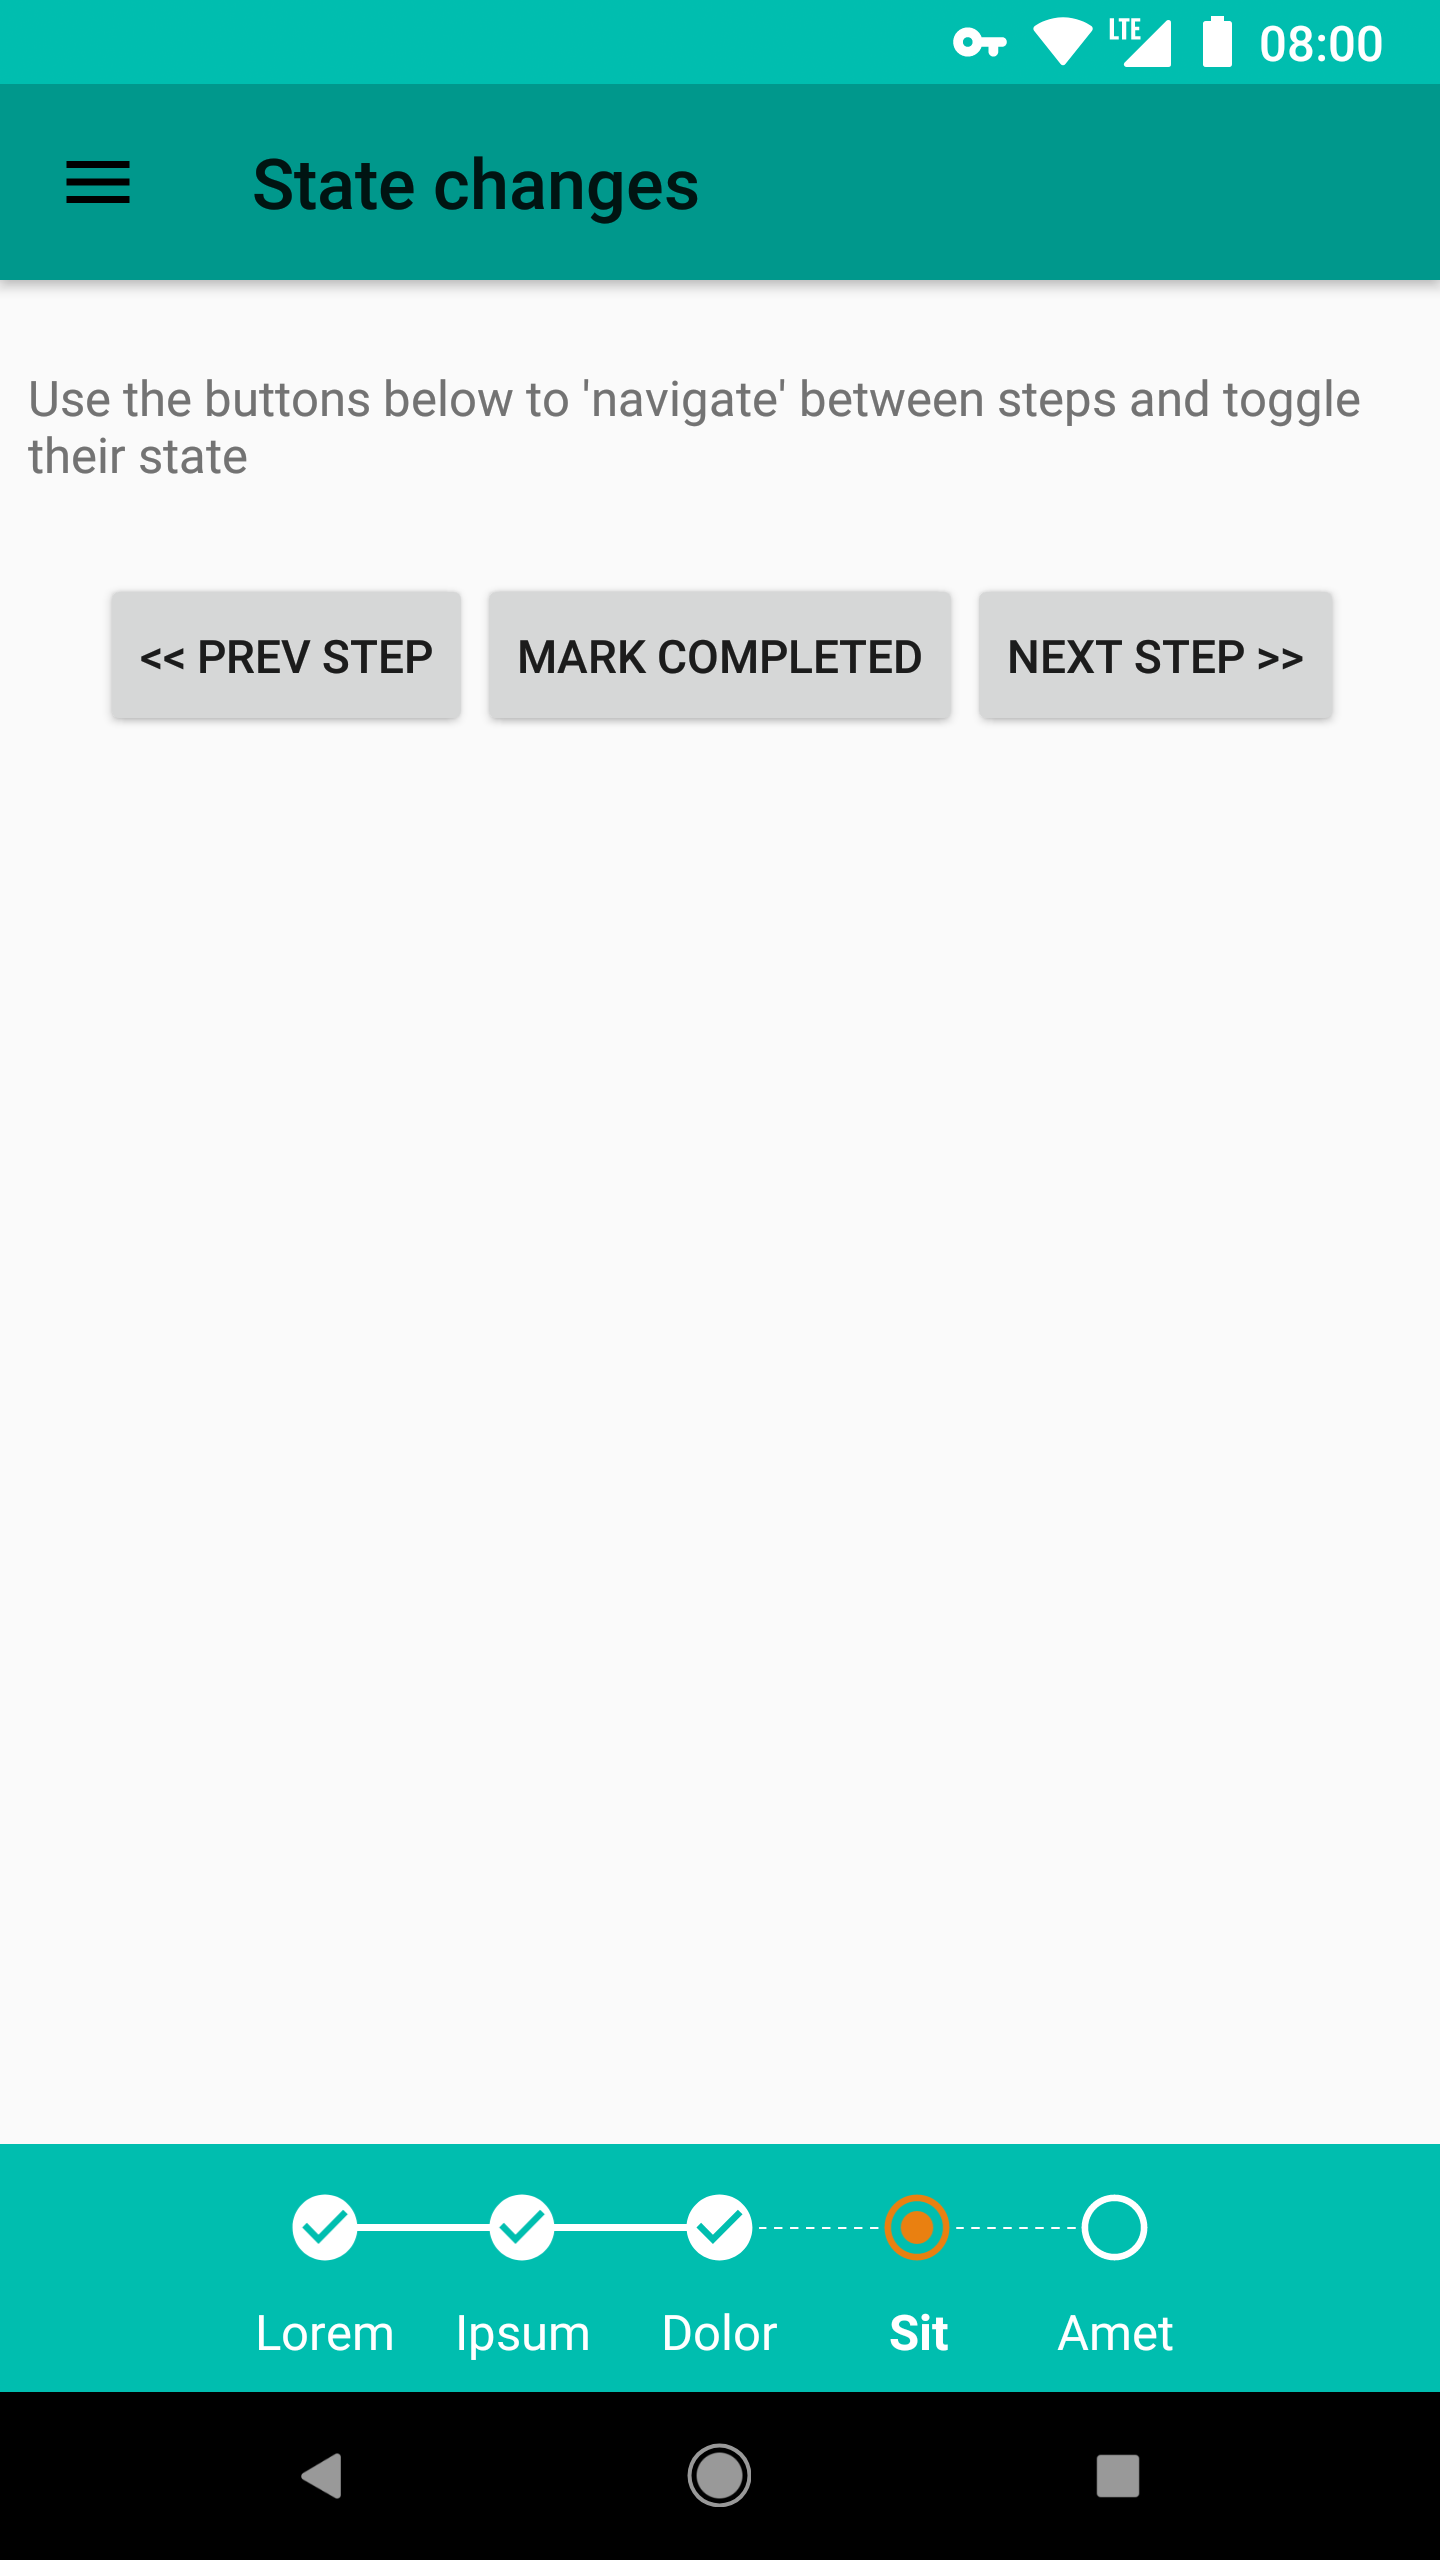 LTE 08:00
State changes
Use the buttons below to 'navigate' between steps and toggle
their state
<< PREV STEP MARK COMPLETED NEXT STEP >>
Lorem Ipsum Dolor Sit Amet